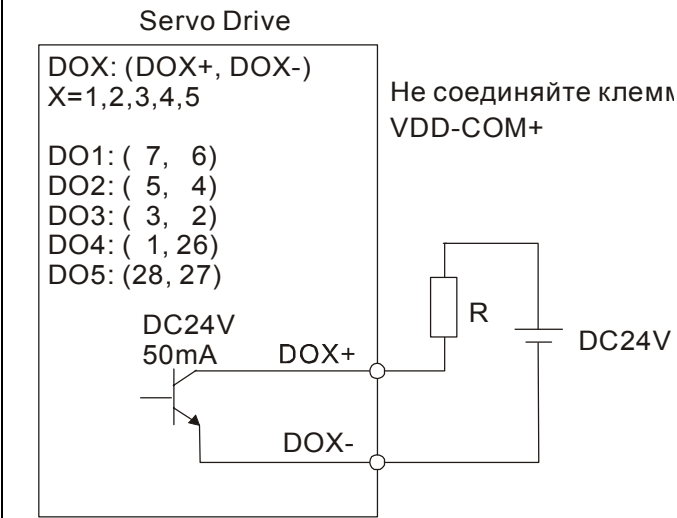 Servo Drive
DOX: (DOX+, DOX-)
X=1,2,3,4,5
Не соединяйте
VDD-COM+
DO1: ( 7, 6)
DO2: ( 5, 4)
DO3: ( 3, 2)
DO4: ( 1, 26)
DO5: (28, 27)
R
DC24V
DC24V
50mA
DOX+
DOX-